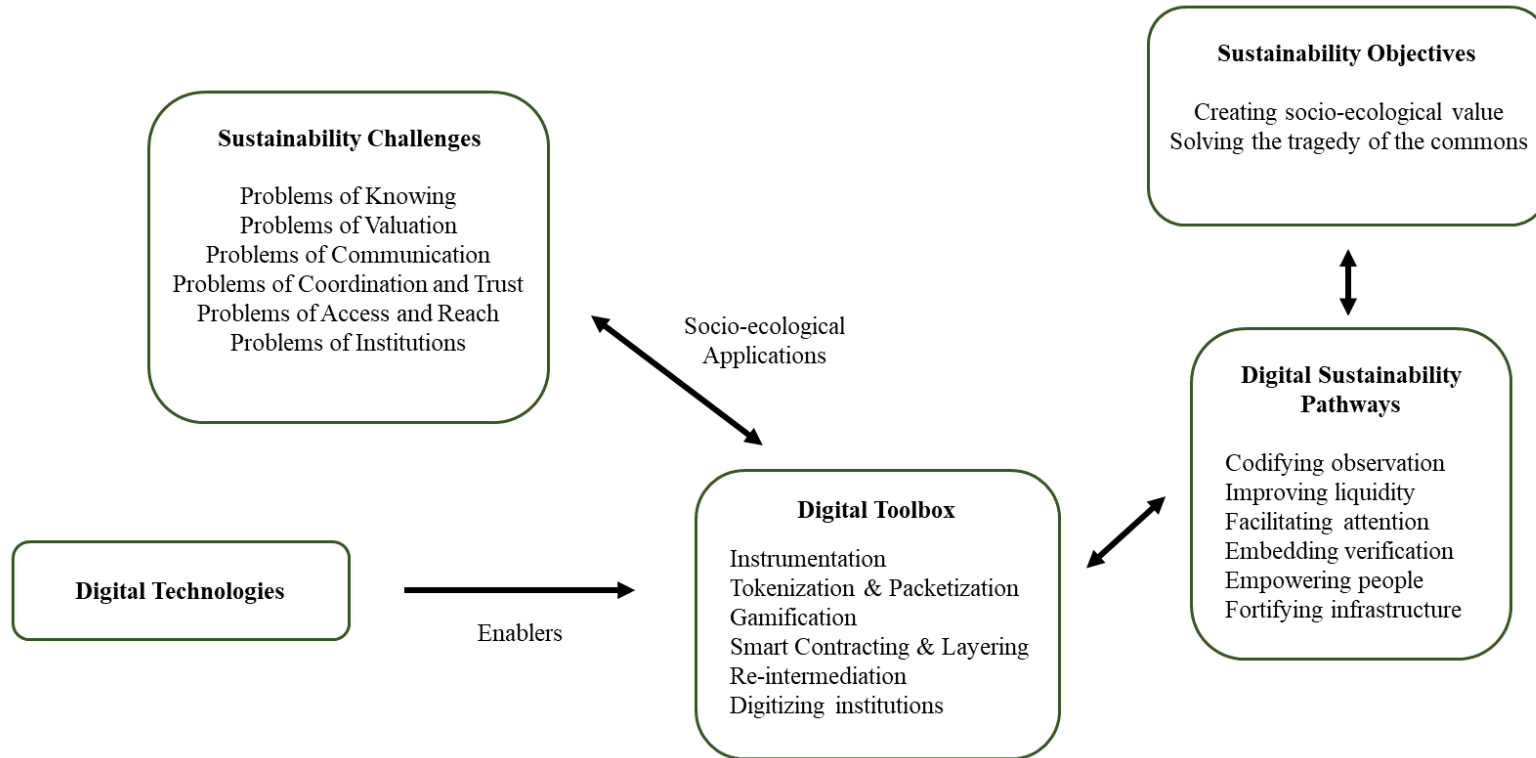 Sustainability Objectives
Creating socio-ecological value
Solving the tragedy of the commons
Sustainability Challenges
Problems of Knowing
Problems of Valuation
Problems of Communication
Problems of Coordination and Trust
Problems of Access and Reach
Problems of Institutions
Socio-ecological
Applications
Digital Sustainability
Pathways
Codifying observation
Improving liquidity
Facilitating attention
Embedding verification
Empowering people
Fortifying infrastructure
Digital Technologies
Enablers
Digital Toolbox
Instrumentation
Tokenization & Packetization
Gamification
Smart Contracting & Layering
Re-intermediation
Digitizing institutions